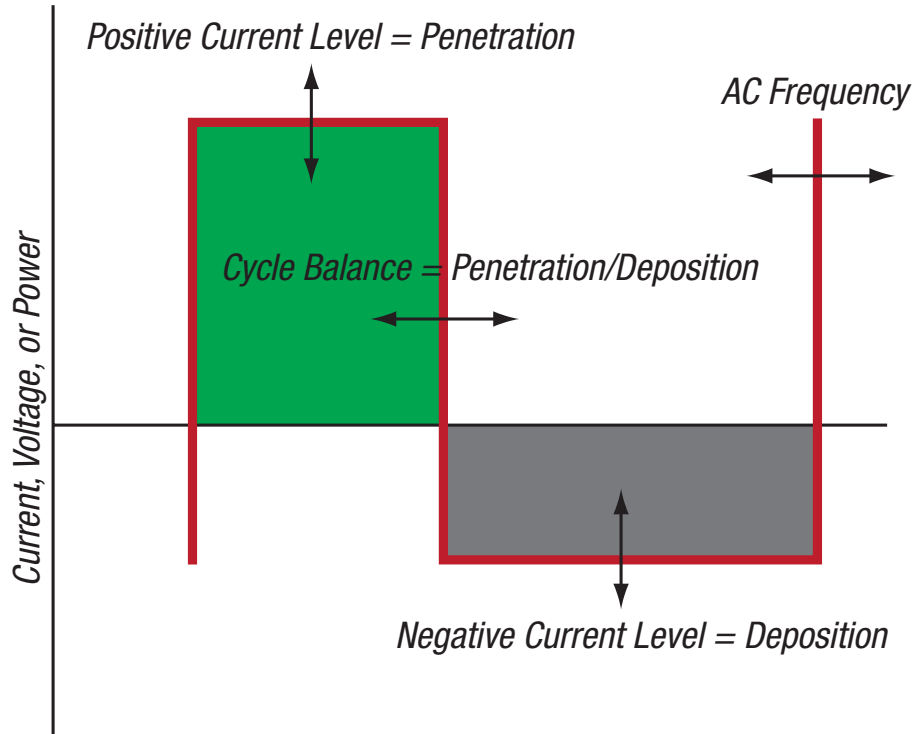 Positive Current Level = Penetration
AC Frequency
Cycle Balance = Penetration/Deposition
Current, Voltage, or Power
Negative Current Level = Deposition